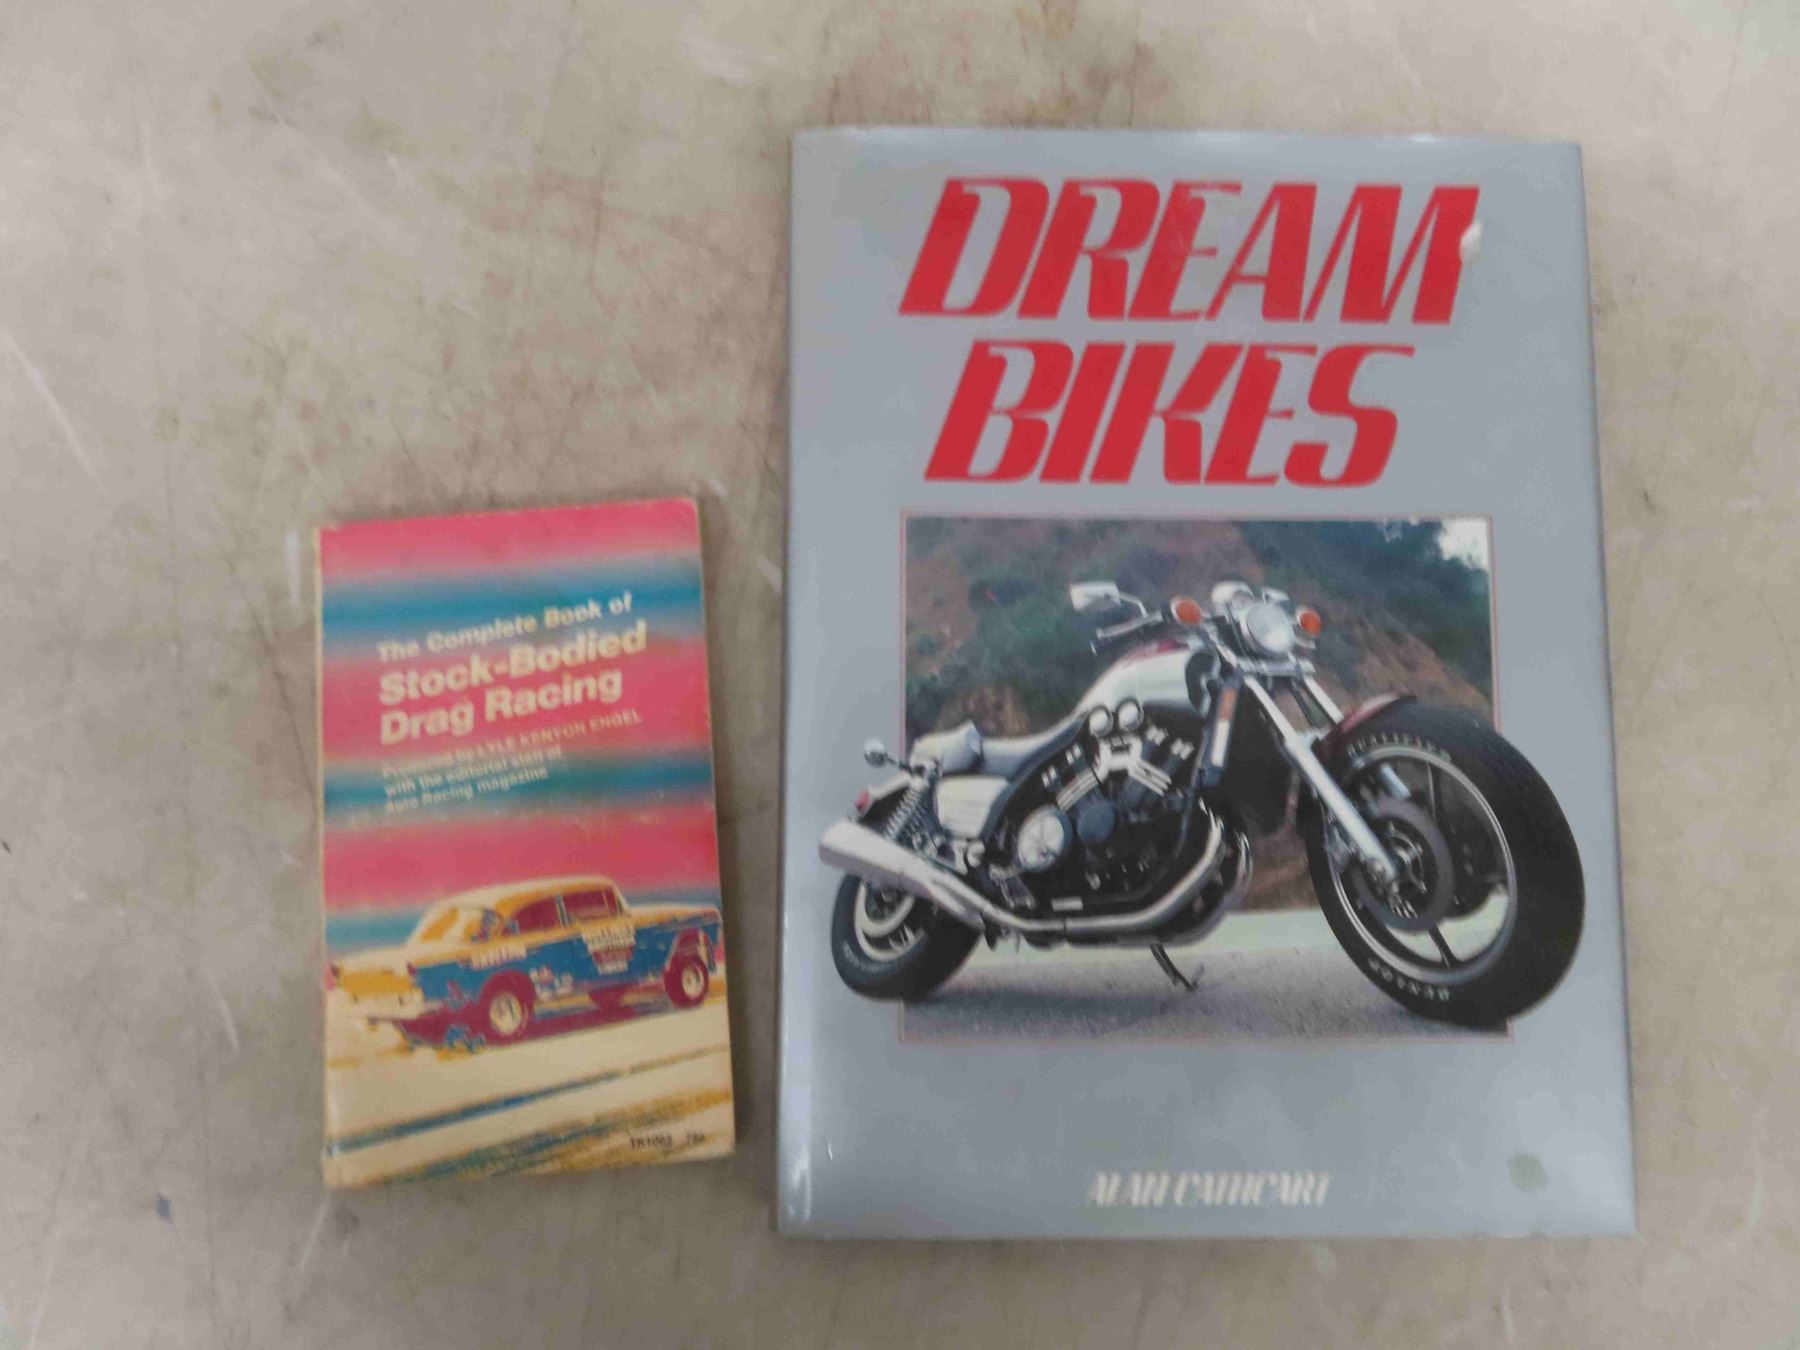 The Complete Book of
Stock-Bodied
Drag Racing
Produced by LYLE KENYON ENGEL
with the editorial staff of
Auto Racing magazine
DREAM
BIKES
DUNLOP
ALAN CATHCART